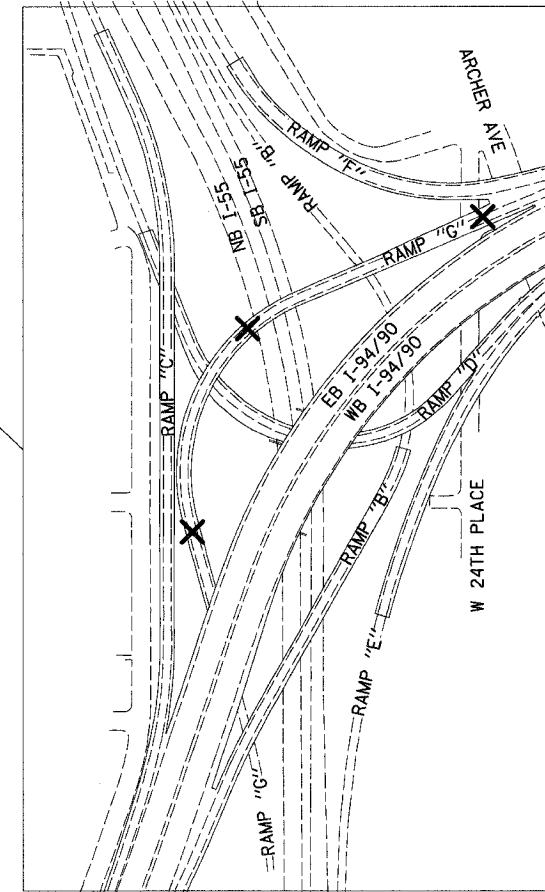 ARCHER AVE
RAMP "F"
RAMP "B"
SB I-55
NB I-55
RAMP "G"
EB I-94/90
WB I-94/90
RAMP "C"
RAMP "D"
RAMP "B"
W 24TH PLACE
RAMP "E"
RAMP "G"